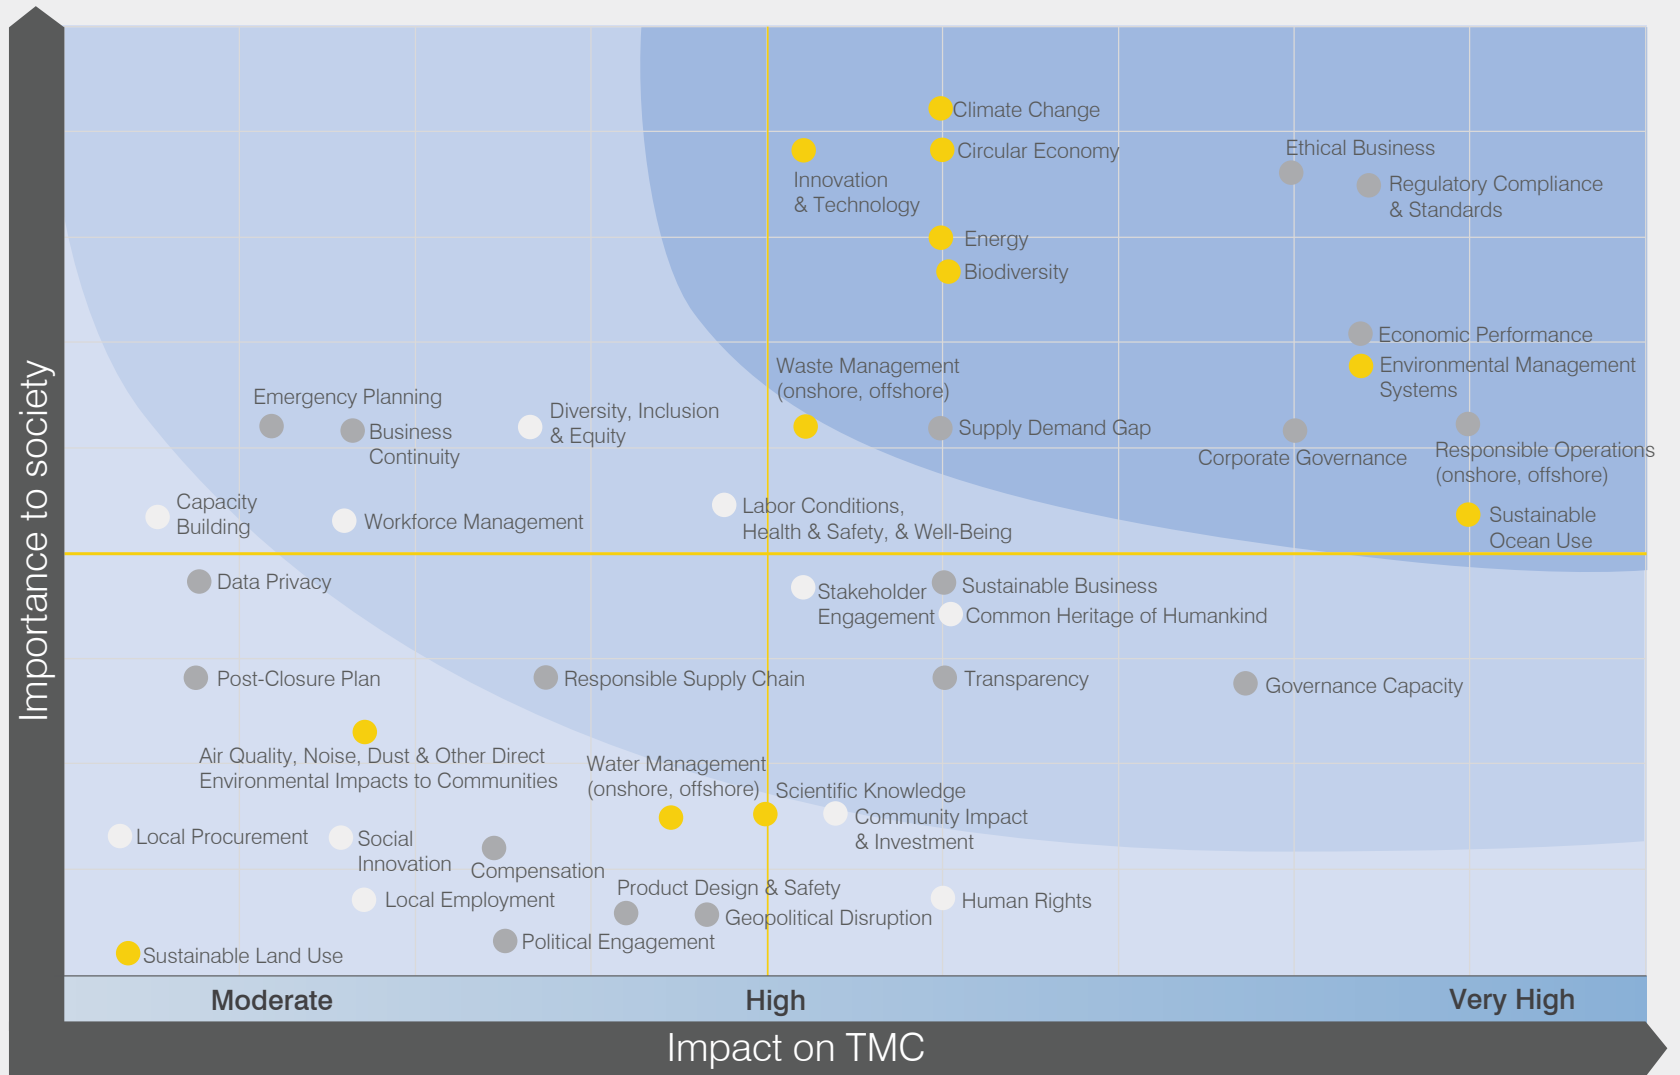 Importance to society
Climate Change
Circular Economy
Innovation
& Technology
Ethical Business
Regulatory Compliance
& Standards
Energy
Biodiversity
Economic Performance
Environmental Management
Systems
Waste Management
(onshore, offshore)
Emergency Planning
Business
Continuity
Diversity, Inclusion
& Equity
Supply Demand Gap
Corporate Governance
Responsible Operations
(onshore, offshore)
Capacity
Building
Workforce Management
Labor Conditions,
Health & Safety, & Well-Being
Sustainable
Ocean Use
Data Privacy
Stakeholder
Engagement
Sustainable Business
Common Heritage of Humankind
Post-Closure Plan
Responsible Supply Chain
Transparency
Governance Capacity
Air Quality, Noise, Dust & Other Direct
Environmental Impacts to Communities
Water Management
(onshore, offshore)
Scientific Knowledge
Community Impact
& Investment
Local Procurement
Social
Innovation
Compensation
Local Employment
Product Design & Safety
Geopolitical Disruption
Human Rights
Political Engagement
Sustainable Land Use
Moderate
High
Very High
Impact on TMC